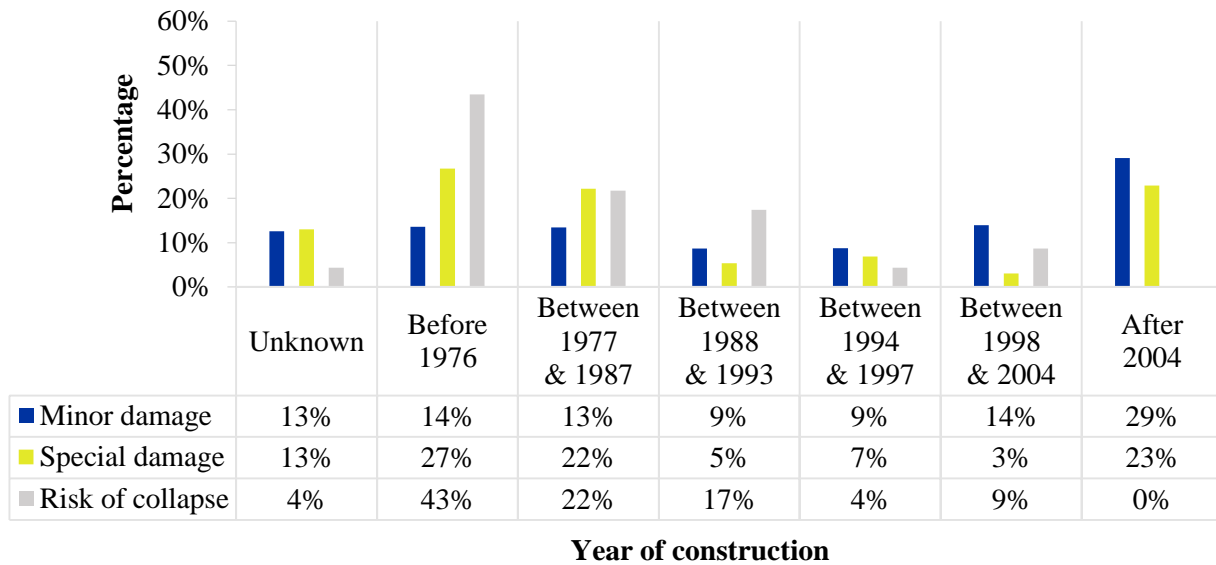 60%
50%
40%
30%
20%
10%
0%
Percentage
Unknown
Before
1976
Between
1977
& 1987
Between
1988
& 1993
Between
1994
& 1997
Between
1998
& 2004
After
2004
Minor damage 13% 14% 13% 9% 9% 14% 29%
Special damage 13% 27% 22% 5% 7% 3% 23%
Risk of collapse 4% 43% 22% 17% 4% 9% 0%
Year of construction